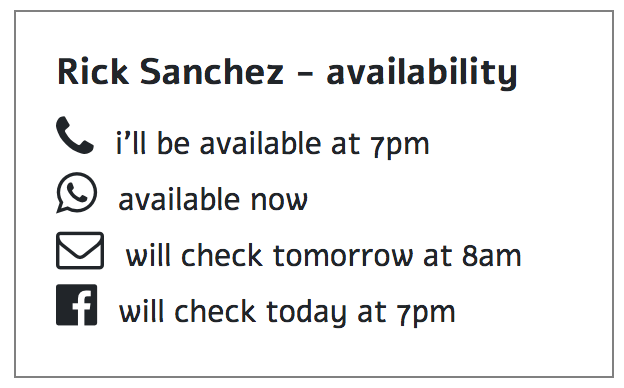 Rick Sanchez - availability
i'll be available at 7pm
available now
will check tomorrow at 8am
will check today at 7pm